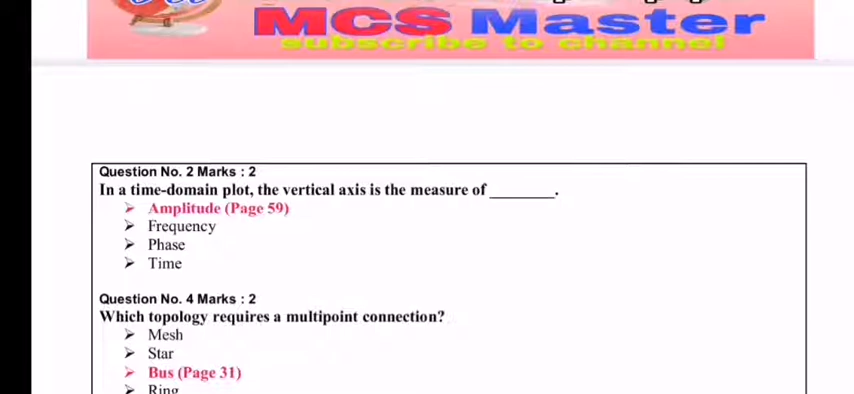 MCS Master
subscribe to channel
Question No. 2 Marks : 2
In a time-domain plot, the vertical axis is the measure of ________.
➢ Amplitude (Page 59)
➢ Frequency
➢ Phase
➢ Time
Question No. 4 Marks : 2
Which topology requires a multipoint connection?
➢ Mesh
➢ Star
➢ Bus (Page 31)
➢ Ring